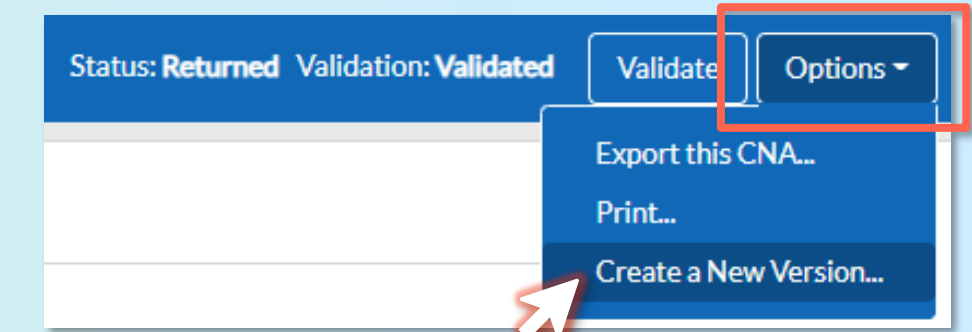 Status: Returned Validation: Validated Validate Options
Export this CNA...
Print...
Create a New Version...